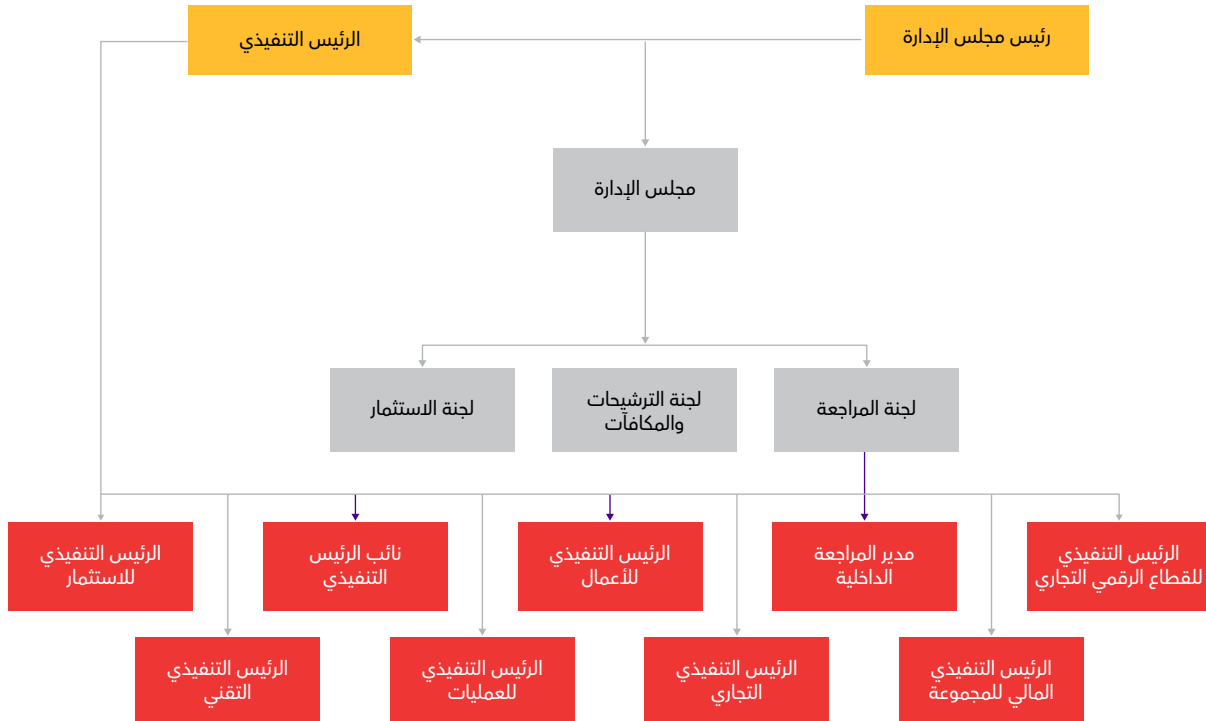 رئيس مجلس الإدارة
الرئيس التنفيذي
مجلس الإدارة
لجنة المراجعة
لجنة الترشيحات
والمكافآت
لجنة الاستثمار
الرئيس التنفيذي
للقطاع الرقمي التجاري
مدير المراجعة
الداخلية
الرئيس التنفيذي
للأعمال
نائب الرئيس
التنفيذي
الرئيس التنفيذي
للاستثمار
الرئيس التنفيذي
المالي للمجموعة
الرئيس التنفيذي
التجاري
الرئيس التنفيذي
للعمليات
الرئيس التنفيذي
التقني